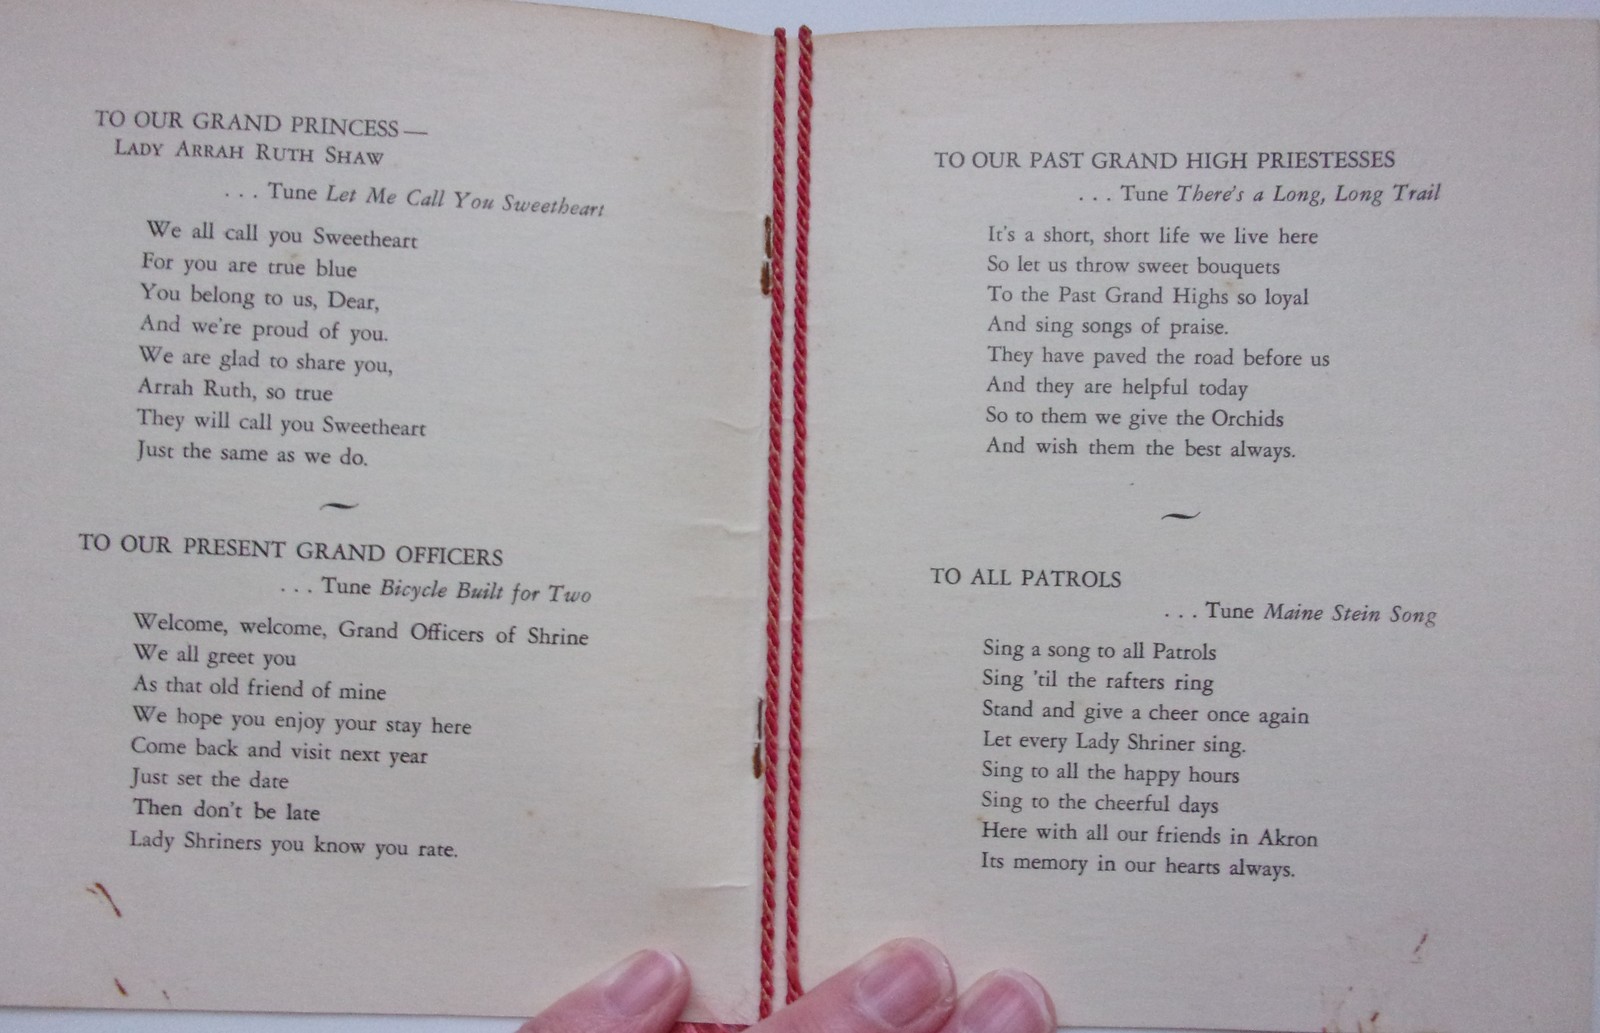 TO OUR GRAND PRINCESS—
LADY ARRAH RUTH SHAW
. . . Tune Let Me Call You Sweetheart
We all call you Sweetheart
For you are true blue
You belong to us, Dear,
And we're proud of you.
We are glad to share you,
Arrah Ruth, so true
They will call you Sweetheart
Just the same as we do.
TO OUR PRESENT GRAND OFFICERS
. . . Tune Bicycle Built for Two
Welcome, welcome, Grand Officers of Shrine
We all greet you
As that old friend of mine
We hope you enjoy your stay here
Come back and visit next year
Just set the date
Then don't be late
Lady Shriners you know you rate.
TO OUR PAST GRAND HIGH PRIESTESSES
. . . Tune There's a Long, Long Trail
It's a short, short life we live here
So let us throw sweet bouquets
To the Past Grand Highs so loyal
And sing songs of praise.
They have paved the road before us
And they are helpful today
So to them we give the Orchids
And wish them the best always.
TO ALL PATROLS
. . . Tune Maine Stein Song
Sing a song to all Patrols
Sing 'til the rafters ring
Stand and give a cheer once again
Let every Lady Shriner sing.
Sing to all the happy hours
Sing to the cheerful days
Here with all our friends in Akron
Its memory in our hearts always.